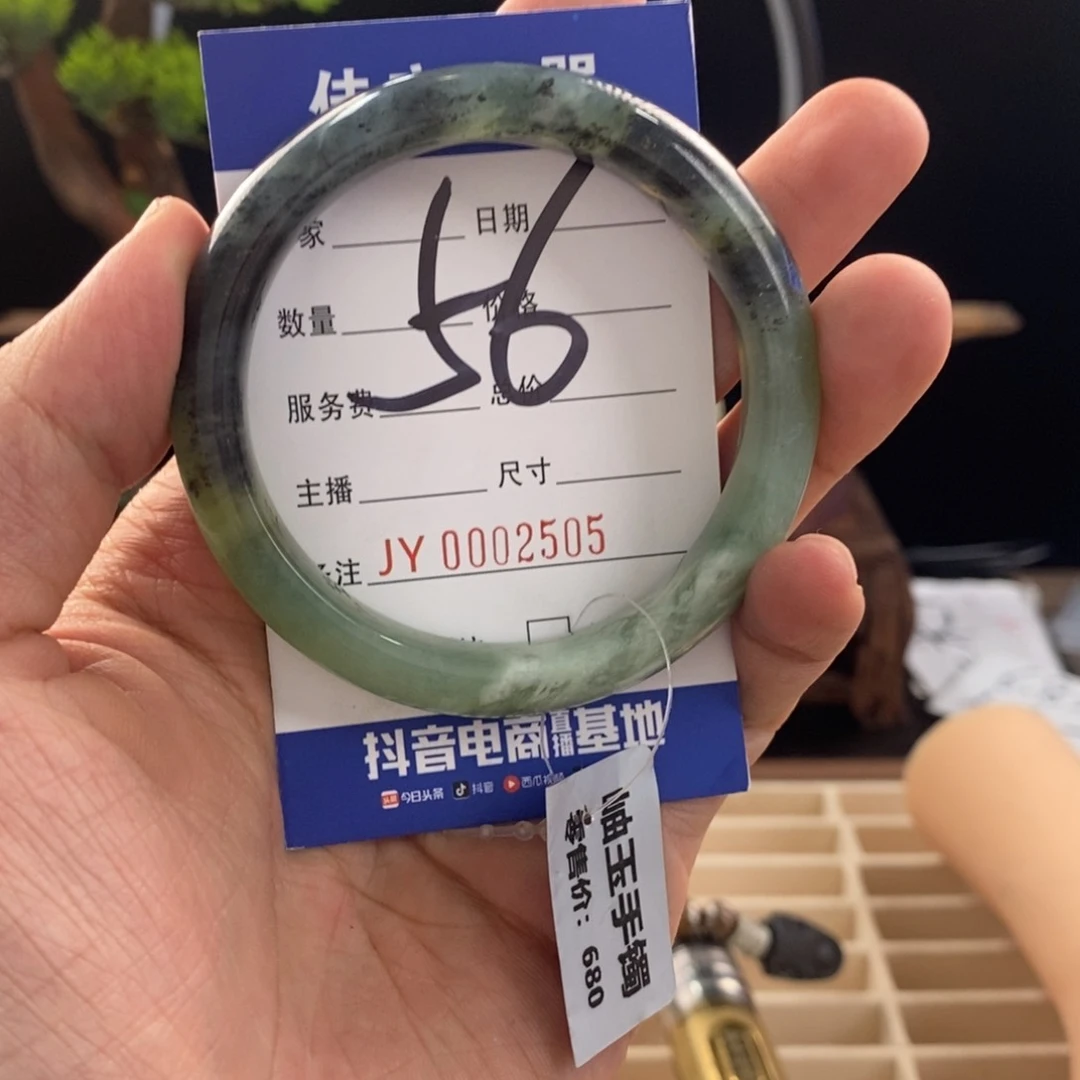 家 日期
56
数量 价格
服务费 总价
主播 尺寸
注 JY 0002505
抖音电商直播基地
今日头条 抖音 西瓜视频
岫玉手镯
零售价：680